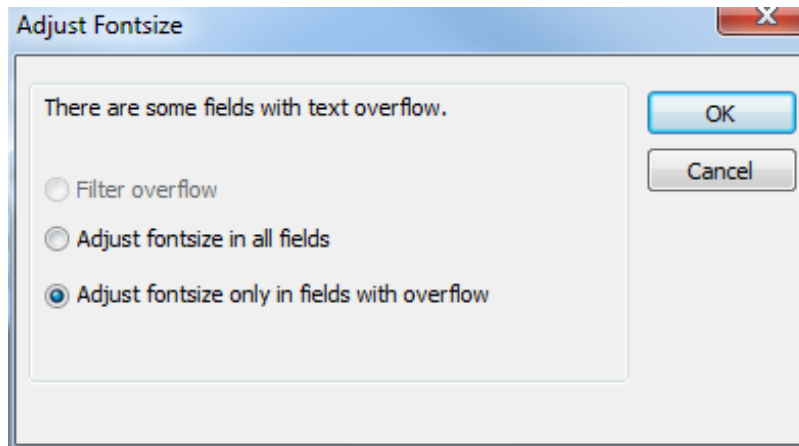 Adjust Fontsize
There are some fields with text overflow.
OK
Cancel
Filter overflow
Adjust fontsize in all fields
Adjust fontsize only in fields with overflow